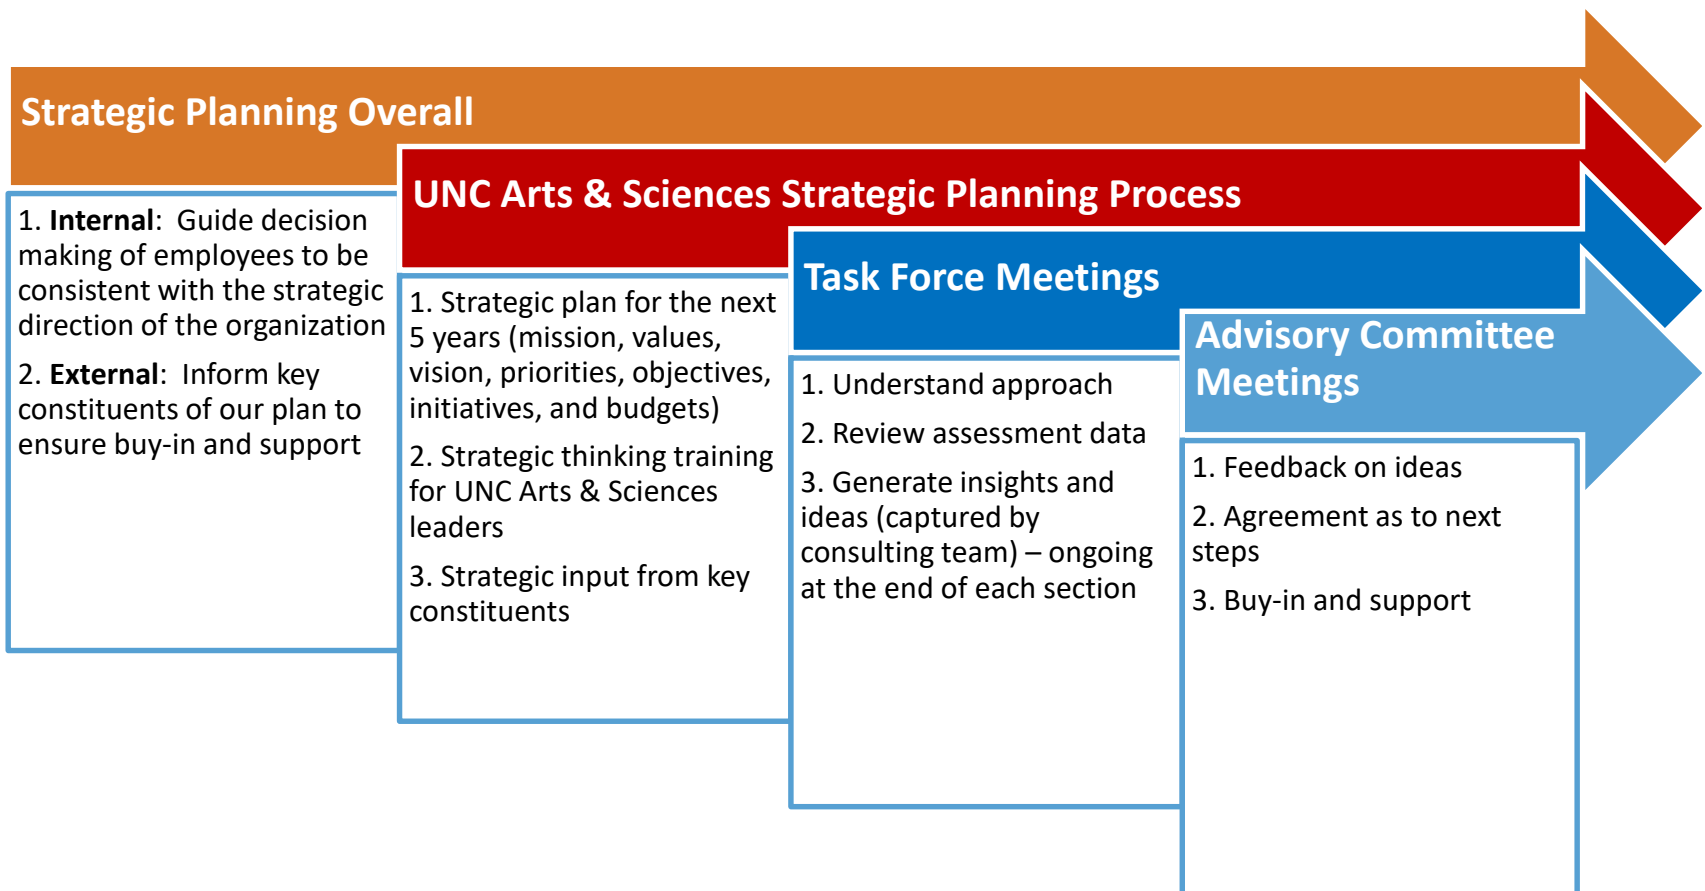 Strategic Planning Overall
1. Internal:  Guide decision
making of employees to be
consistent with the strategic
direction of the organization
2. External:  Inform key
constituents of our plan to
ensure buy-in and support
UNC Arts & Sciences Strategic Planning Process
1. Strategic plan for the next
5 years (mission, values,
vision, priorities, objectives,
initiatives, and budgets)
2. Strategic thinking training
for UNC Arts & Sciences
leaders
3. Strategic input from key
constituents
Task Force Meetings
1. Understand approach
2. Review assessment data
3. Generate insights and
ideas (captured by
consulting team) – ongoing
at the end of each section
Advisory Committee
Meetings
1. Feedback on ideas
2. Agreement as to next
steps
3. Buy-in and support